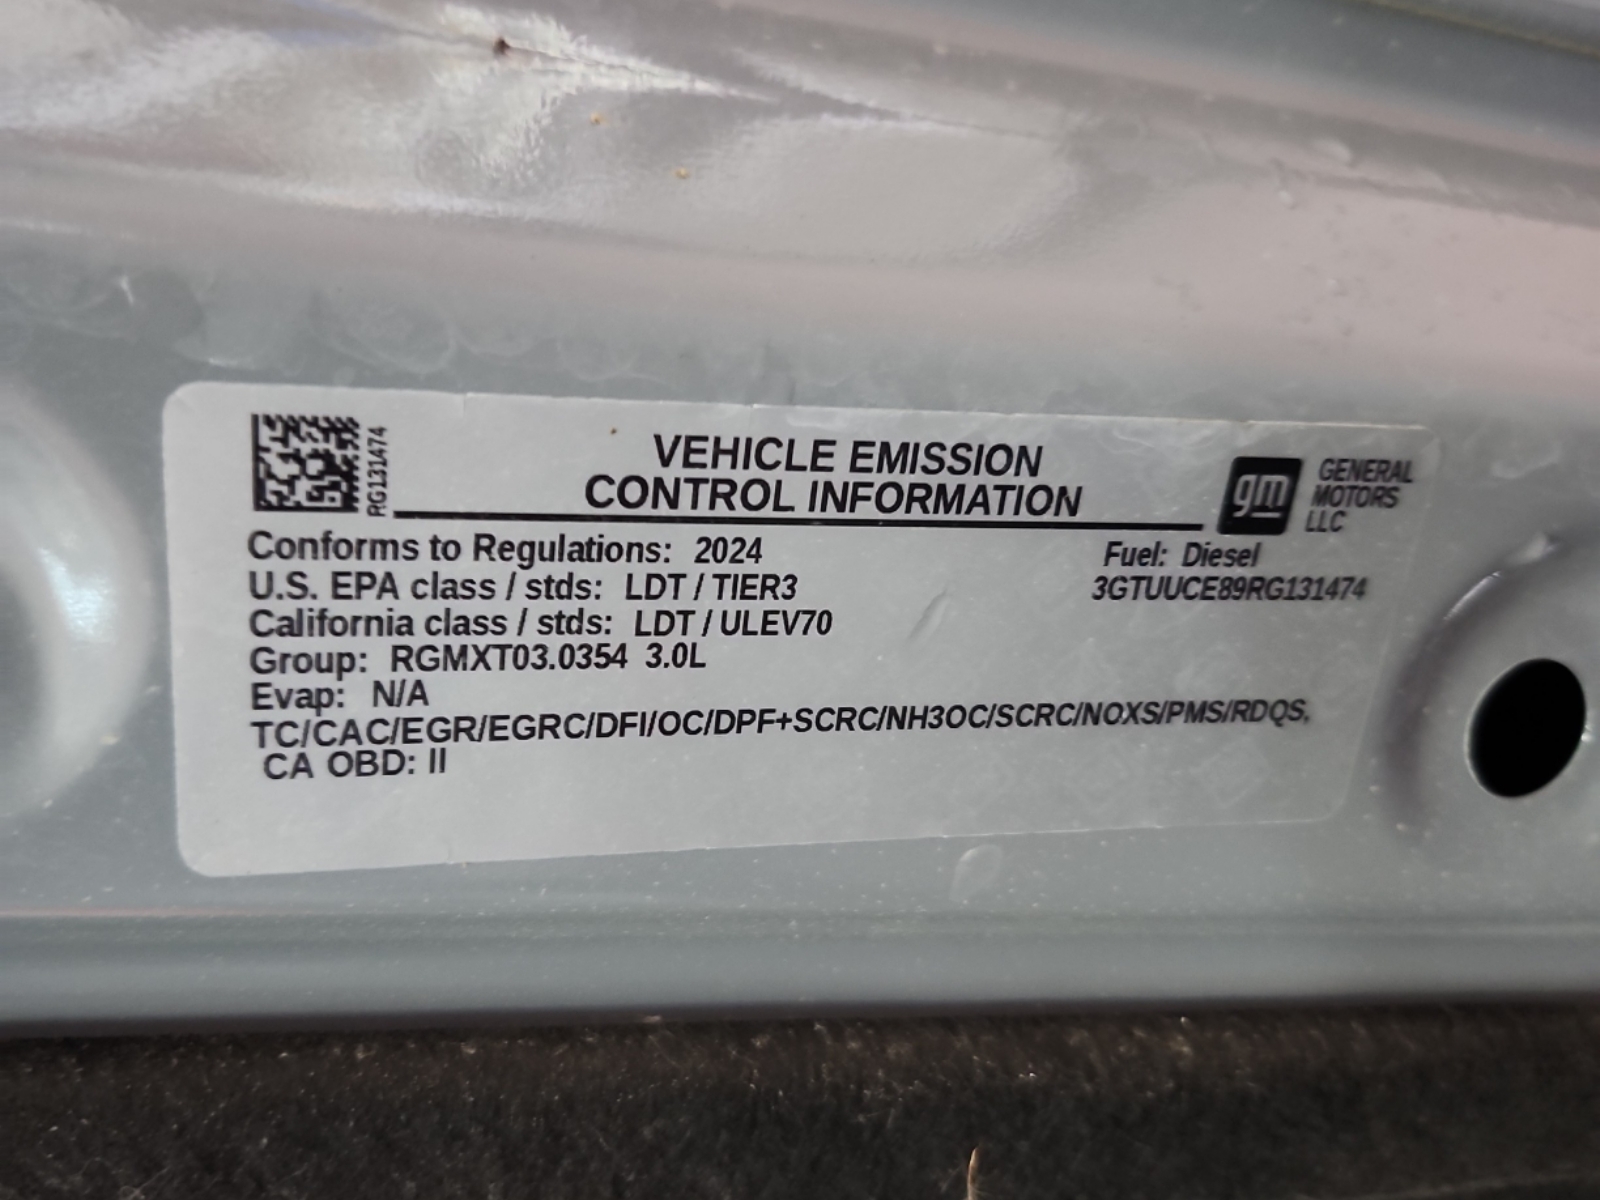 RG131474
VEHICLE EMISSION
CONTROL INFORMATION
gm
GENERAL
MOTORS
LLC
Conforms to Regulations: 2024
Fuel: Diesel
U.S. EPA class / stds: LDT / TIER3
3GTUUCE89RG131474
California class / stds: LDT / ULEV70
Group: RGMXT03.0354 3.0L
Evap: N/A
TC/CAC/EGR/EGRC/DFI/OC/DPF+SCRC/NH3OC/SCRC/NOXS/PMS/RDQS,
CA OBD: II